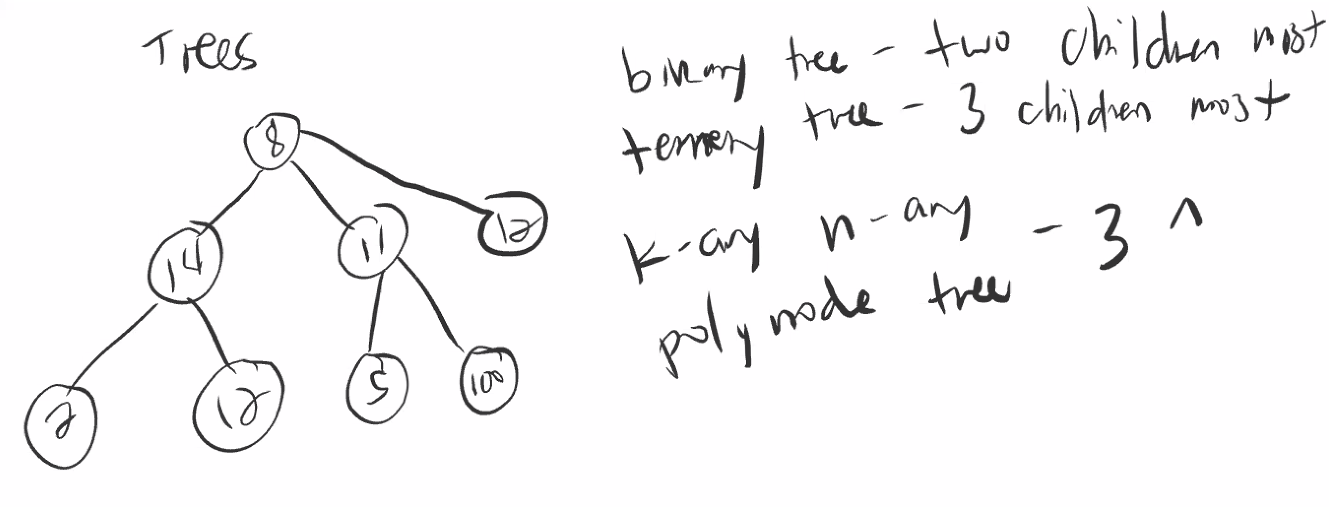 Trees
8
14 11 12
2 12 5 100
binary tree - two children most
ternery tree - 3 children most
k-ary n-ary - 3 ^
polynode tree